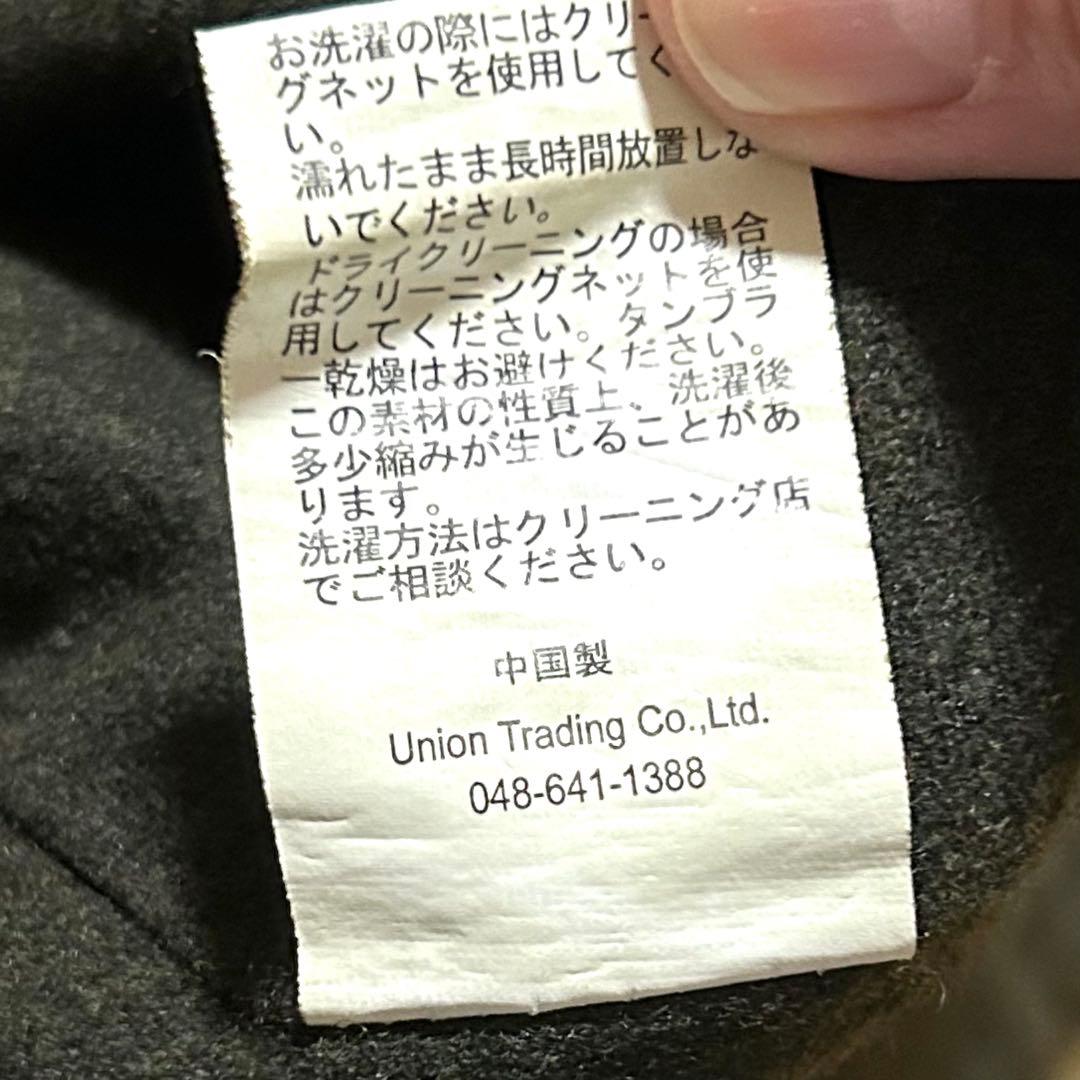 お洗濯の際にはクリー
グネットを使用してく
い。
濡れたまま長時間放置しな
いでください。
ドライクリーニングの場合
はクリーニングネットを使
用してください。タンブラ
ー乾燥はお避けください。
この素材の性質上、洗濯後
多少縮みが生じることがあ
ります。
洗濯方法はクリーニング店
でご相談ください。
中国製
Union Trading Co.,Ltd.
048-641-1388